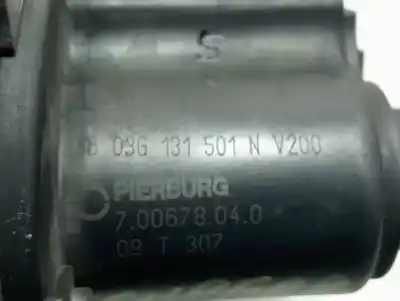 S
03G 131 501 N V200
PIERBURG
7.00678.04.0
09 T 307